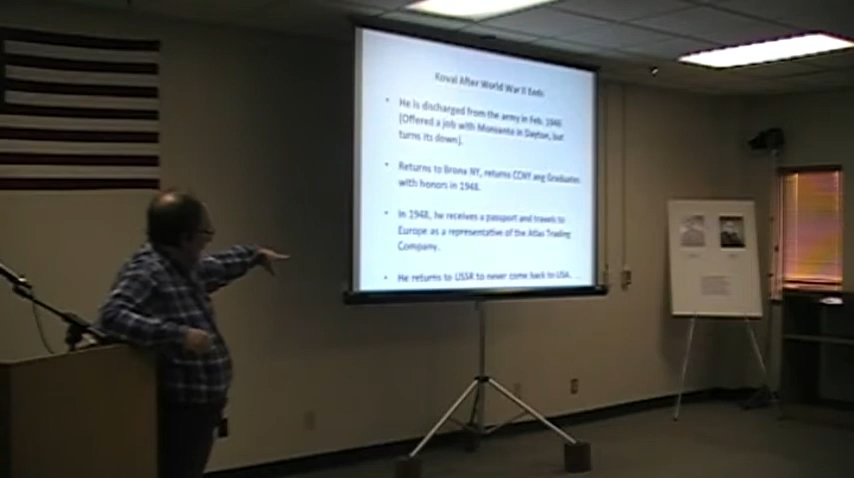 Koval After World War II Ends
• He is discharged from the army in Feb. 1946
[Offered a job with Monsanto in Dayton, but
turns its down].
• Returns to Bronx NY, returns CCNY ang Graduates
with honors in 1948.
• In 1948, he receives a passport and travels to
Europe as a representative of the Atlas Trading
Company.
• He returns to USSR to never come back to USA.